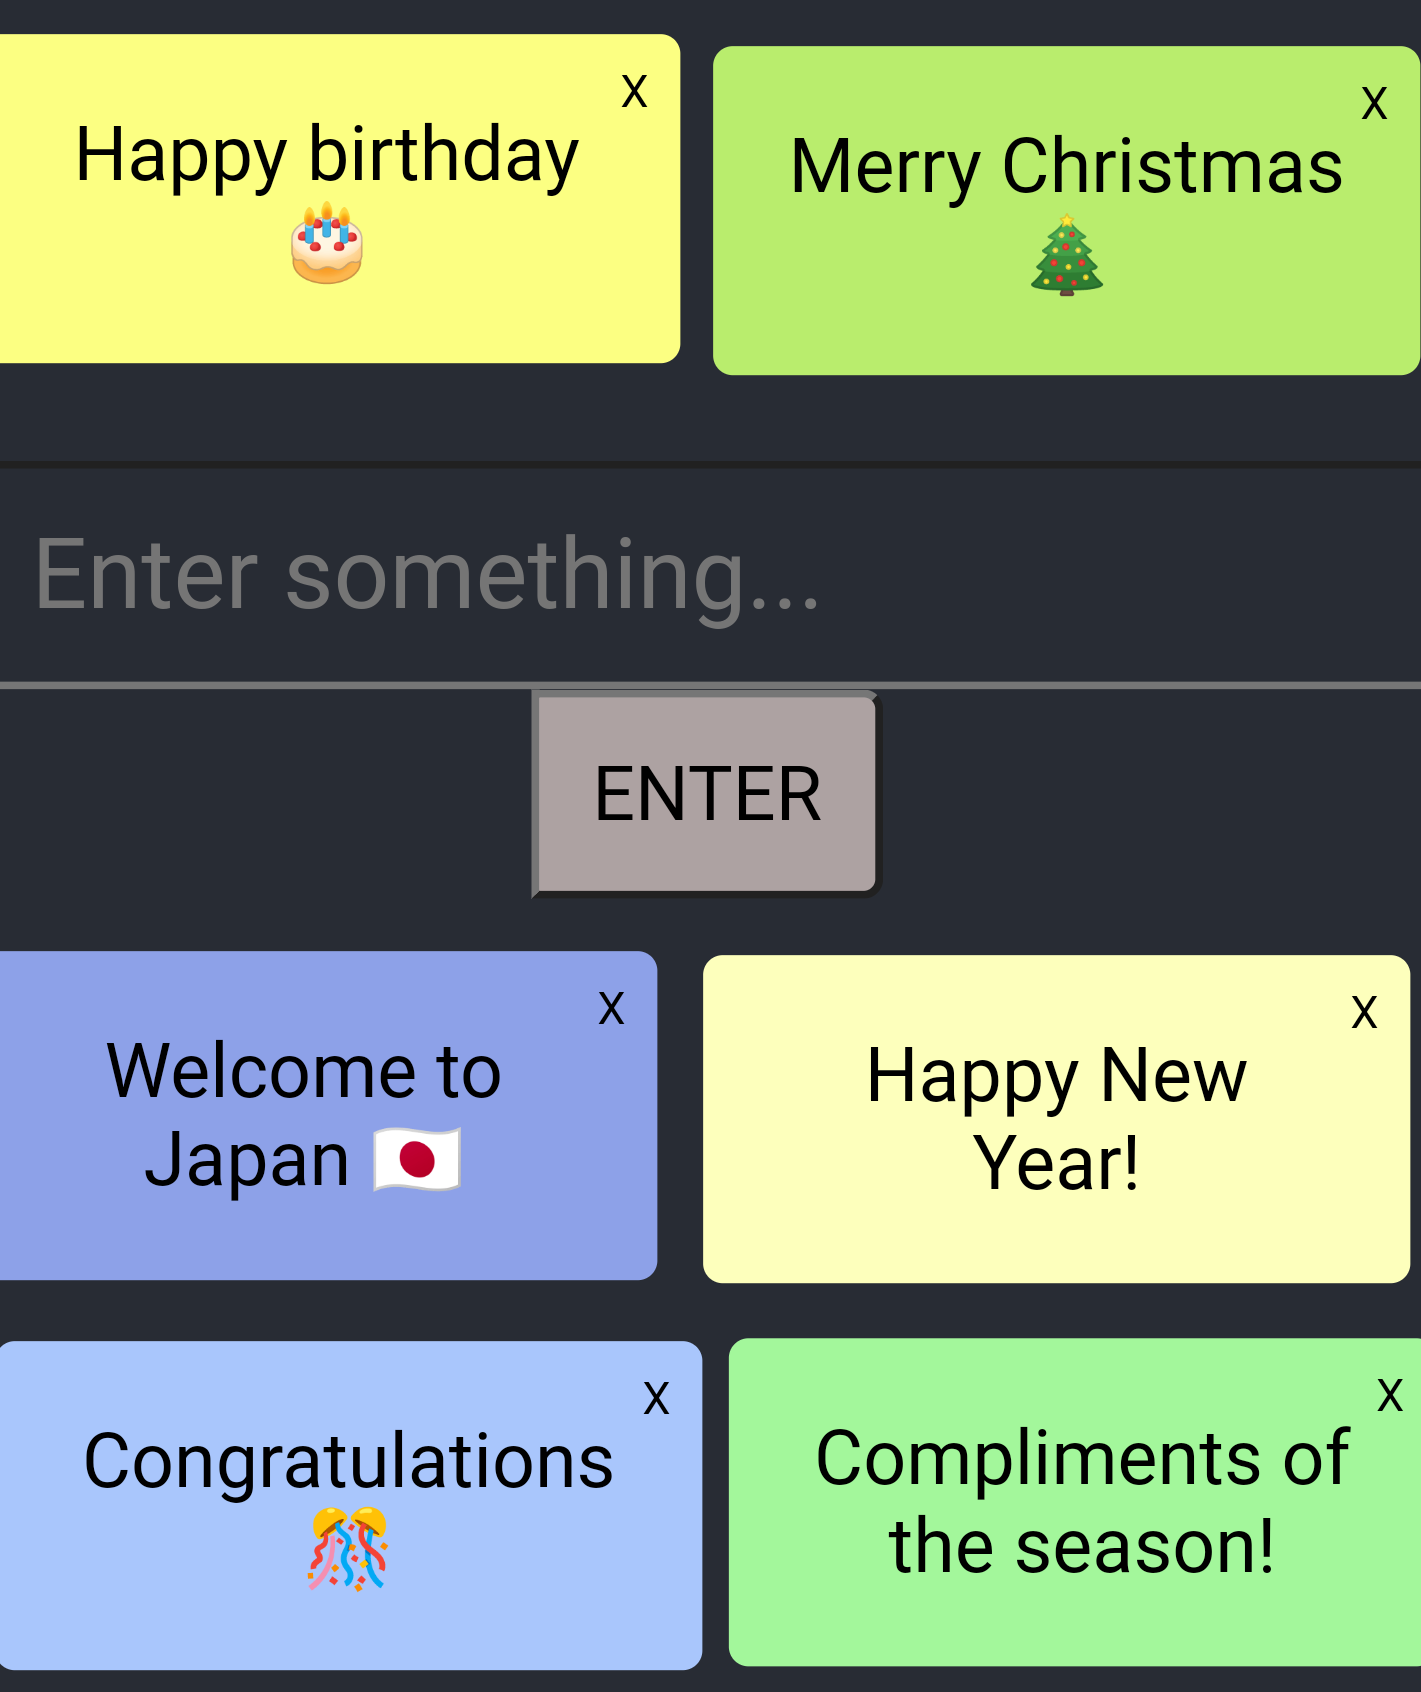 X
Happy birthday
🎂
X
Merry Christmas
🎄
Enter something...
ENTER
X
Welcome to
Japan 🇯🇵
X
Happy New
Year!
X
Congratulations
🎊
X
Compliments of
the season!